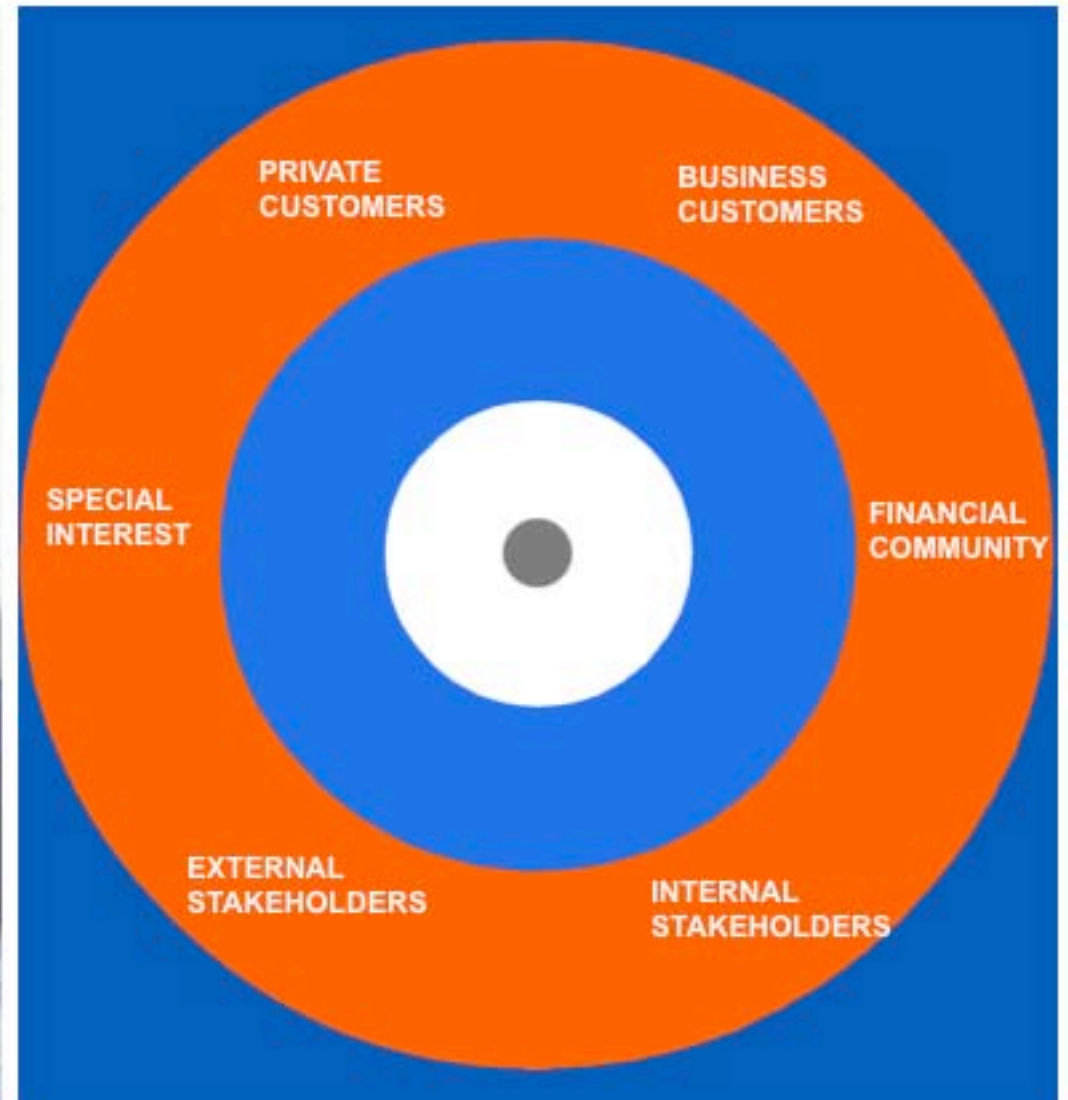 PRIVATE
CUSTOMERS
BUSINESS
CUSTOMERS
SPECIAL
INTEREST
FINANCIAL
COMMUNITY
EXTERNAL
STAKEHOLDERS
INTERNAL
STAKEHOLDERS